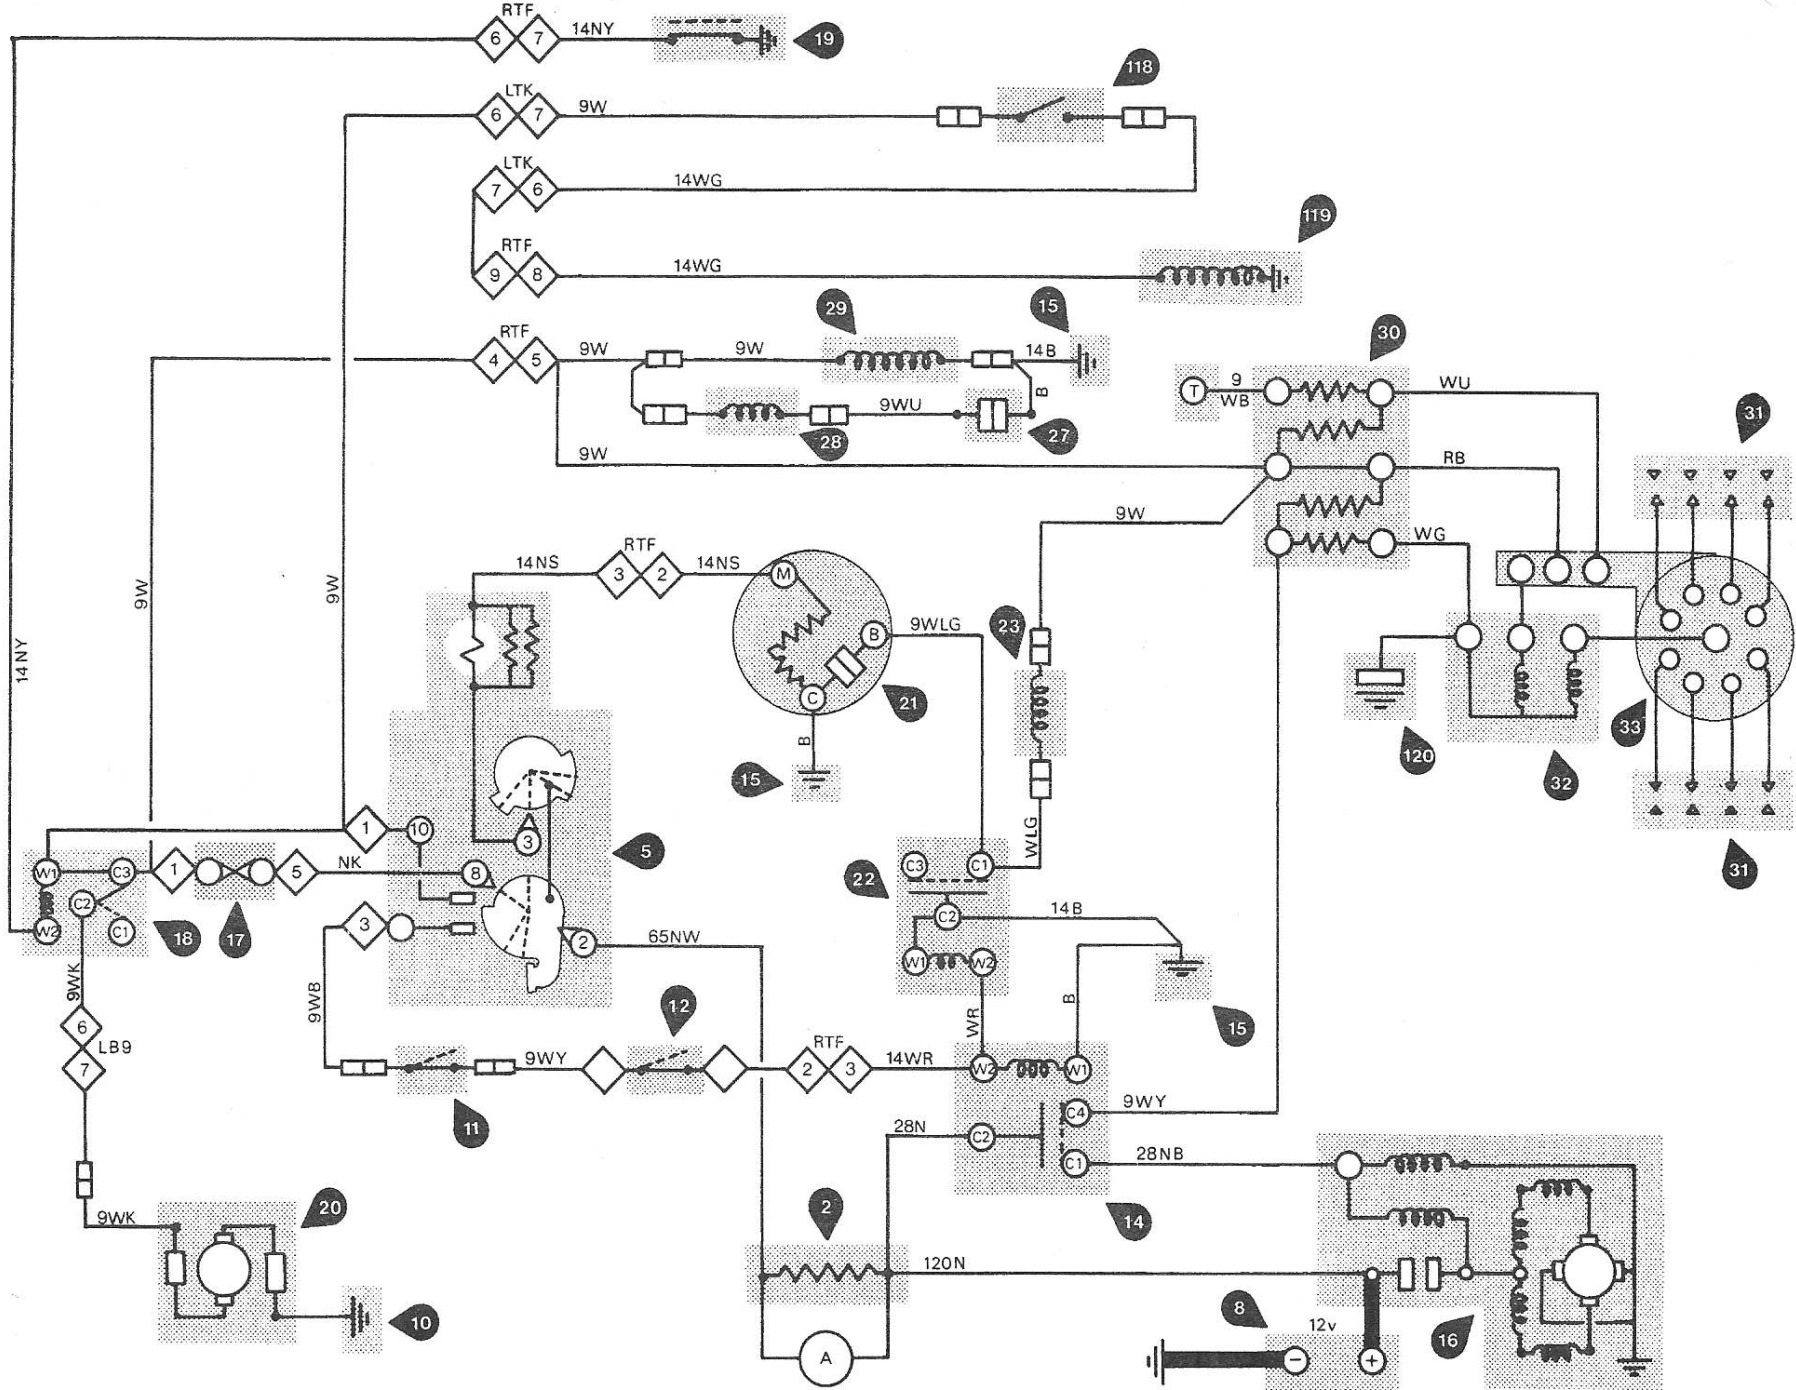 RTF
6 7 14NY 19
118
LTK
6 7 9W
LTK
7 6 14WG
119
RTF
9 8 14WG
29 15 30
RTF
4 5 9W 9W 14B
T 9 WB WU
B
9WU
28 27 31
9W RB
9W
WG
RTF
14NS 3 2 14NS M
9W 9W
B 9WLG 23
14NY
C 21
B
15 120 32 33
1 10 3 5
WLG
W1 C3 1 5 NK 8 C3 C1 31
22
C2 3 C2 14B
W2 C1 18 17 2 65NW
W1 W2
9WK 9WB 12 WR B 15
6
LB9
7
9WY RTF
2 3 14WR W2 W1
11
C4 9WY
28N C2
C1 28NB
20 2 14
9WK
120N
10 8 12v 16
A − +